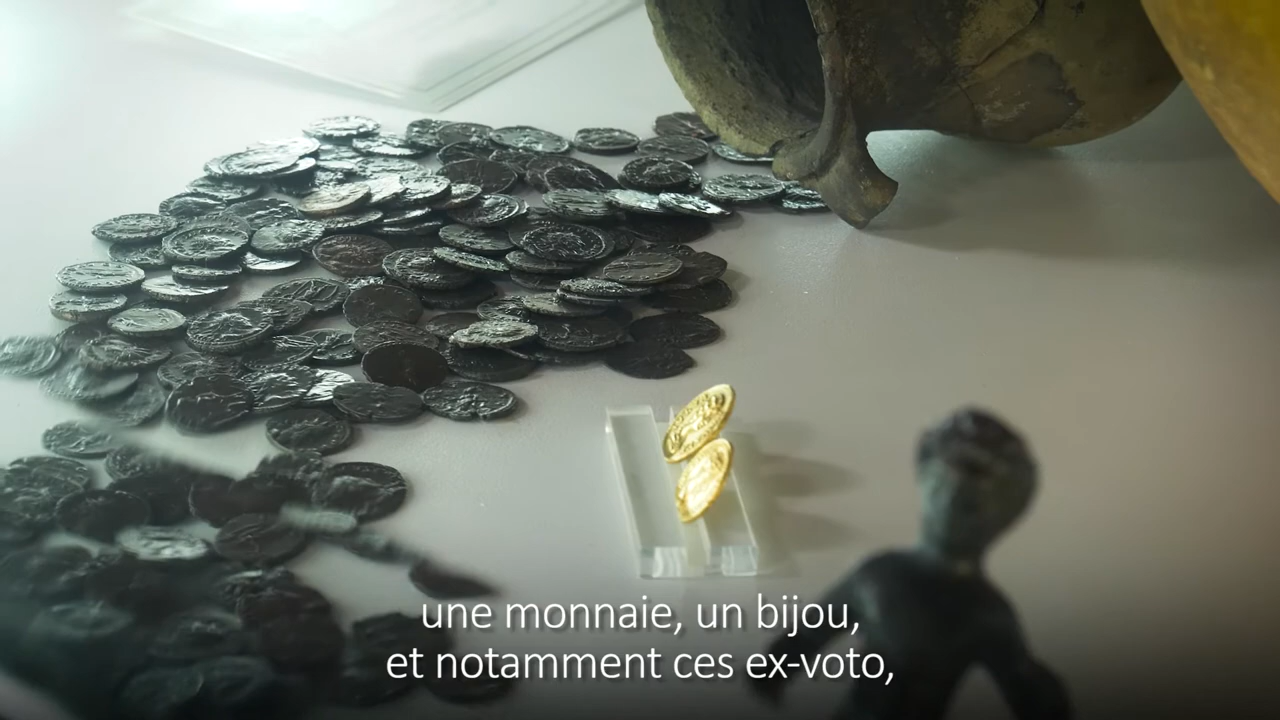 une monnaie, un bijou,
et notamment ces ex-voto,